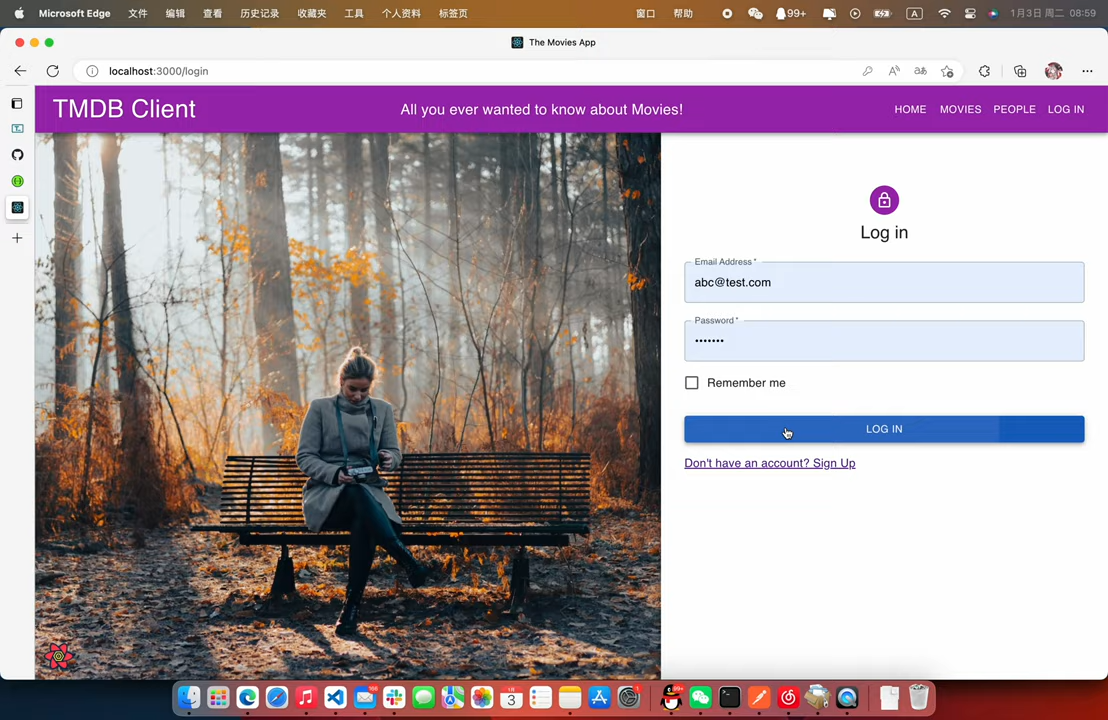 Microsoft Edge 文件 编辑 查看 历史记录 收藏夹 工具 个人资料 标签页 窗口 帮助 99+ A 1月3日 周二 08:59
The Movies App
localhost:3000/login
TMDB Client All you ever wanted to know about Movies! HOME MOVIES PEOPLE LOG IN
Log in
Email Address *
abc@test.com
Password *
•••••••
Remember me
LOG IN
Don't have an account? Sign Up